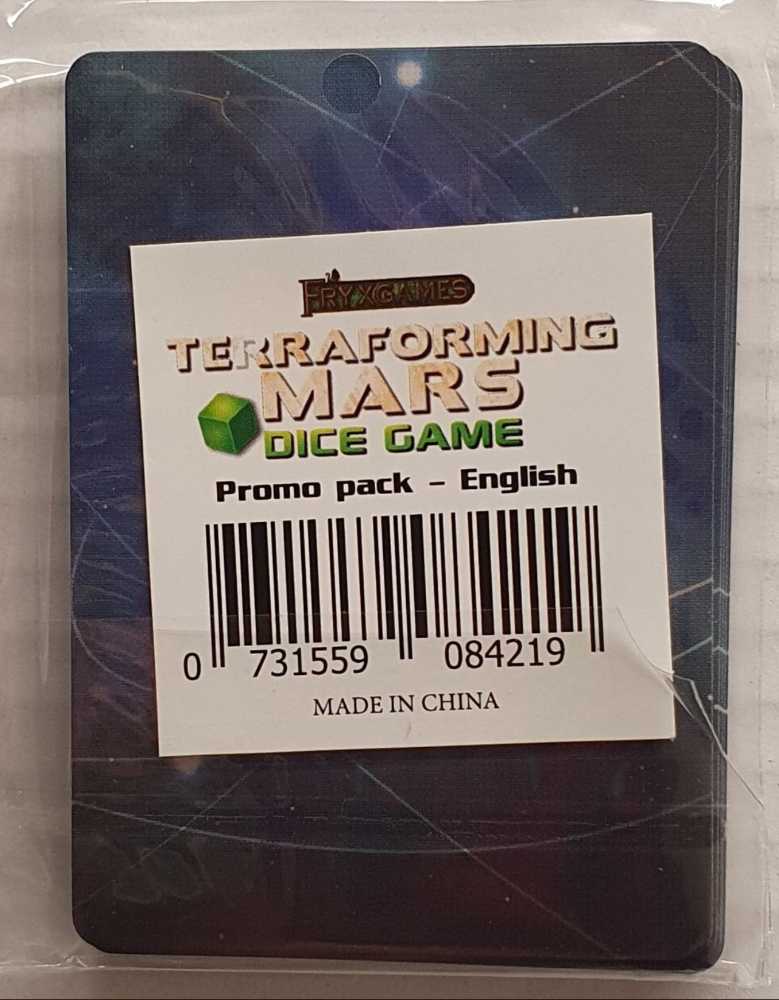 FRYXGAMES
TERRAFORMING
MARS
DICE GAME
Promo pack – English
0 731559 084219
MADE IN CHINA